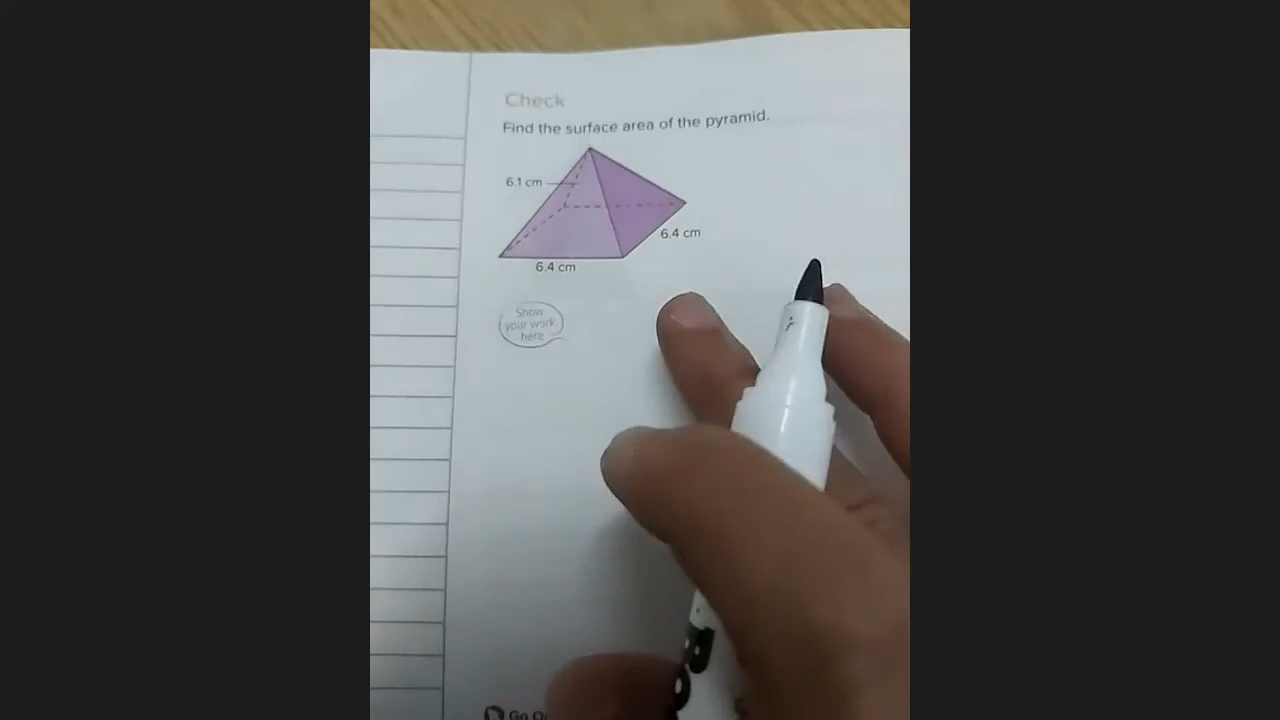 Check
Find the surface area of the pyramid.
6.1 cm
6.4 cm
6.4 cm
Show
your work
here
Go